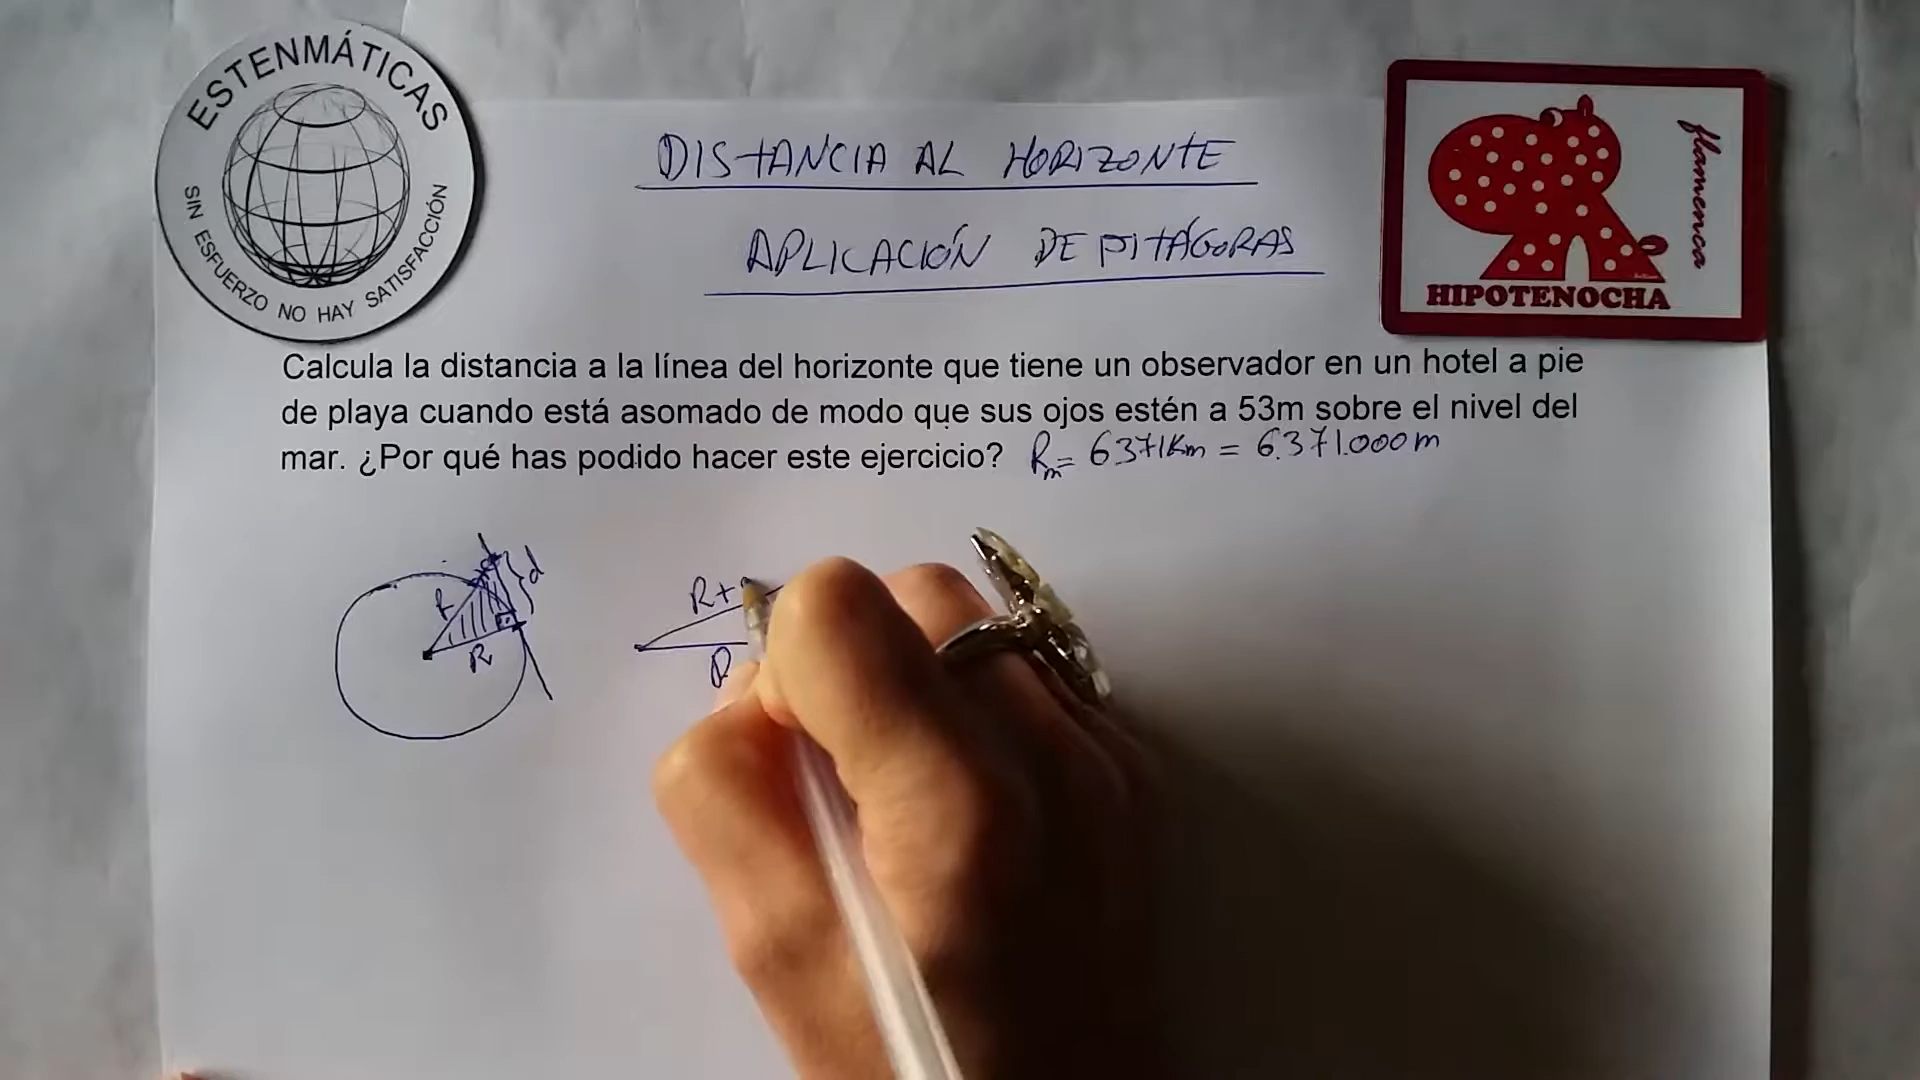 ESTENMÁTICAS
SIN ESFUERZO NO HAY SATISFACCIÓN
DISTANCIA AL HORIZONTE
APLICACIÓN DE PITÁGORAS
flamenca
HIPOTENOCHA
Calcula la distancia a la línea del horizonte que tiene un observador en un hotel a pie
de playa cuando está asomado de modo que sus ojos estén a 53m sobre el nivel del
mar. ¿Por qué has podido hacer este ejercicio? Rm = 6371Km = 6.371.000m
d
R
R
R+
R